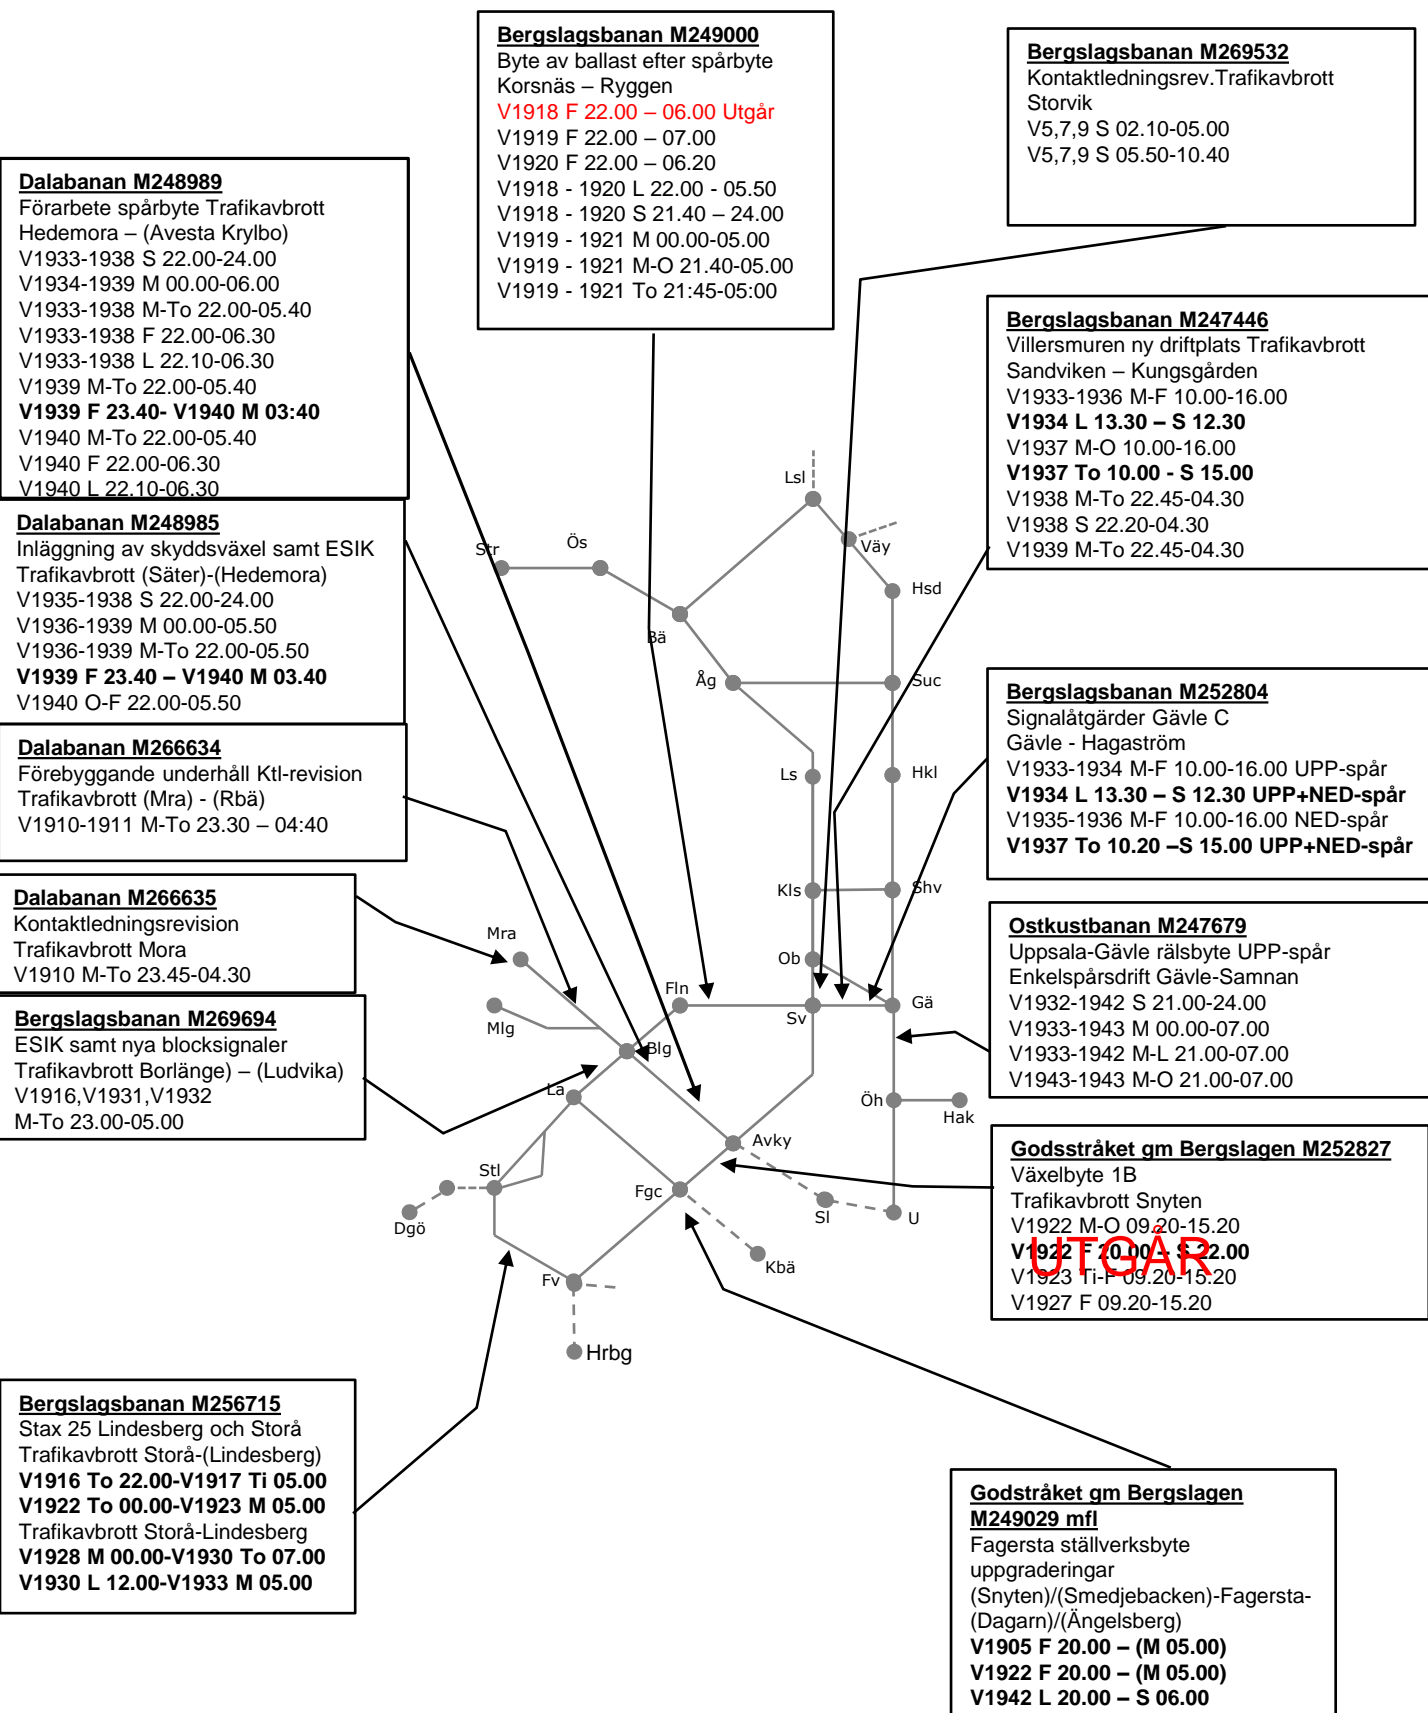 Bergslagsbanan M249000
Byte av ballast efter spårbyte
Korsnäs – Ryggen
V1918 F 22.00 – 06.00 Utgår
V1919 F 22.00 – 07.00
V1920 F 22.00 – 06.20
V1918 - 1920 L 22.00 - 05.50
V1918 - 1920 S 21.40 – 24.00
V1919 - 1921 M 00.00-05.00
V1919 - 1921 M-O 21.40-05.00
V1919 - 1921 To 21:45-05:00
Bergslagsbanan M269532
Kontaktledningsrev.Trafikavbrott
Storvik
V5,7,9 S 02.10-05.00
V5,7,9 S 05.50-10.40
Dalabanan M248989
Förarbete spårbyte Trafikavbrott
Hedemora – (Avesta Krylbo)
V1933-1938 S 22.00-24.00
V1934-1939 M 00.00-06.00
V1933-1938 M-To 22.00-05.40
V1933-1938 F 22.00-06.30
V1933-1938 L 22.10-06.30
V1939 M-To 22.00-05.40
V1939 F 23.40- V1940 M 03:40
V1940 M-To 22.00-05.40
V1940 F 22.00-06.30
V1940 L 22.10-06.30
Bergslagsbanan M247446
Villersmuren ny driftplats Trafikavbrott
Sandviken – Kungsgården
V1933-1936 M-F 10.00-16.00
V1934 L 13.30 – S 12.30
V1937 M-O 10.00-16.00
V1937 To 10.00 - S 15.00
V1938 M-To 22.45-04.30
V1938 S 22.20-04.30
V1939 M-To 22.45-04.30
Dalabanan M248985
Inläggning av skyddsväxel samt ESIK
Trafikavbrott (Säter)-(Hedemora)
V1935-1938 S 22.00-24.00
V1936-1939 M 00.00-05.50
V1936-1939 M-To 22.00-05.50
V1939 F 23.40 – V1940 M 03.40
V1940 O-F 22.00-05.50
Bergslagsbanan M252804
Signalåtgärder Gävle C
Gävle - Hagaström
V1933-1934 M-F 10.00-16.00 UPP-spår
V1934 L 13.30 – S 12.30 UPP+NED-spår
V1935-1936 M-F 10.00-16.00 NED-spår
V1937 To 10.20 –S 15.00 UPP+NED-spår
Dalabanan M266634
Förebyggande underhåll Ktl-revision
Trafikavbrott (Mra) - (Rbä)
V1910-1911 M-To 23.30 – 04:40
Dalabanan M266635
Kontaktledningsrevision
Trafikavbrott Mora
V1910 M-To 23.45-04.30
Ostkustbanan M247679
Uppsala-Gävle rälsbyte UPP-spår
Enkelspårsdrift Gävle-Samnan
V1932-1942 S 21.00-24.00
V1933-1943 M 00.00-07.00
V1933-1942 M-L 21.00-07.00
V1943-1943 M-O 21.00-07.00
Bergslagsbanan M269694
ESIK samt nya blocksignaler
Trafikavbrott Borlänge) – (Ludvika)
V1916,V1931,V1932
M-To 23.00-05.00
Godsstråket gm Bergslagen M252827
Växelbyte 1B
Trafikavbrott Snyten
V1922 M-O 09.20-15.20
V1922 F 20.00 – S 22.00
V1923 Ti-F 09.20-15.20
V1927 F 09.20-15.20
UTGÅR
Bergslagsbanan M256715
Stax 25 Lindesberg och Storå
Trafikavbrott Storå-(Lindesberg)
V1916 To 22.00-V1917 Ti 05.00
V1922 To 00.00-V1923 M 05.00
Trafikavbrott Storå-Lindesberg
V1928 M 00.00-V1930 To 07.00
V1930 L 12.00-V1933 M 05.00
Godstråket gm Bergslagen
M249029 mfl
Fagersta ställverksbyte
uppgraderingar
(Snyten)/(Smedjebacken)-Fagersta-
(Dagarn)/(Ängelsberg)
V1905 F 20.00 – (M 05.00)
V1922 F 20.00 – (M 05.00)
V1942 L 20.00 – S 06.00
Lsl
Väy
Str
Ös
Hsd
Bä
Åg
Suc
Ls
Hkl
Kls
Shv
Mra
Ob
Fln
Mlg
Sv
Gä
Blg
La
Öh
Hak
Avky
Stl
Fgc
Dgö
Sl
U
Kbä
Fv
Hrbg